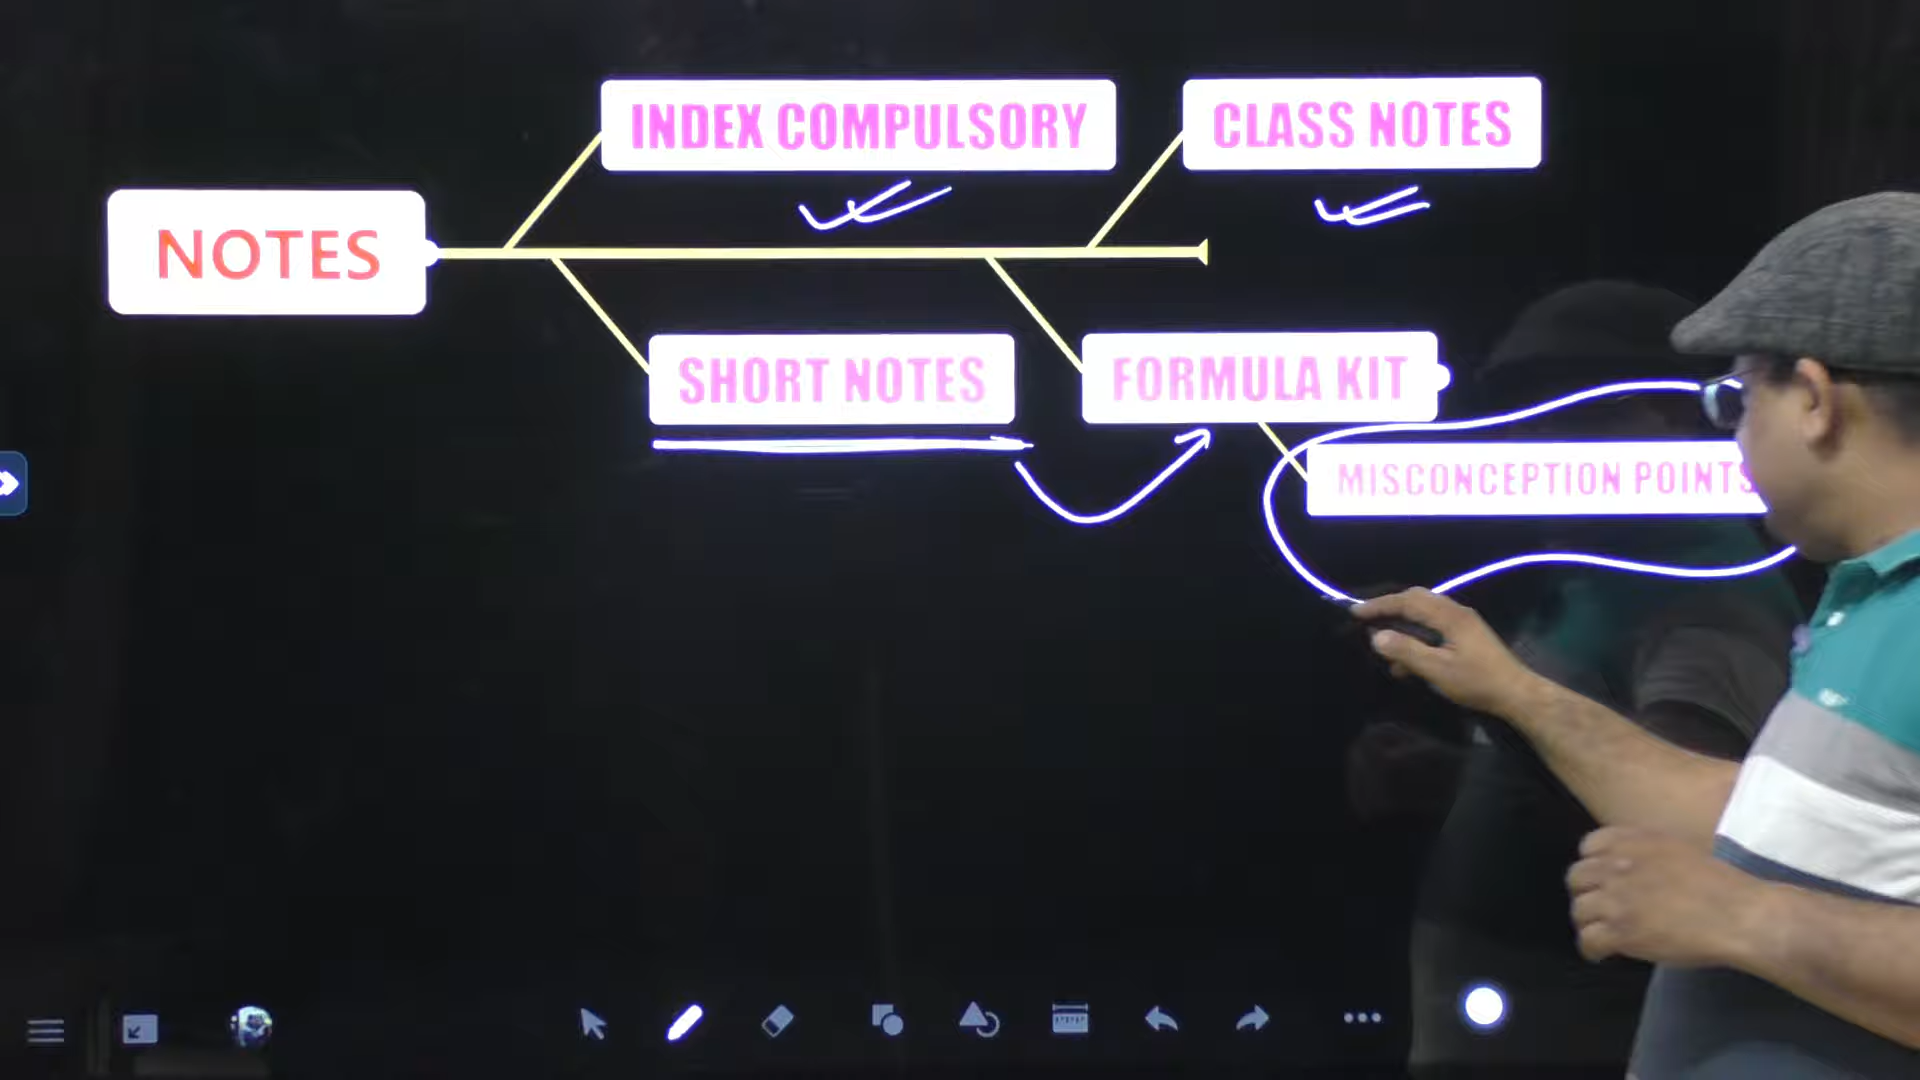 INDEX COMPULSORY
CLASS NOTES
NOTES
SHORT NOTES
FORMULA KIT
MISCONCEPTION POINTS